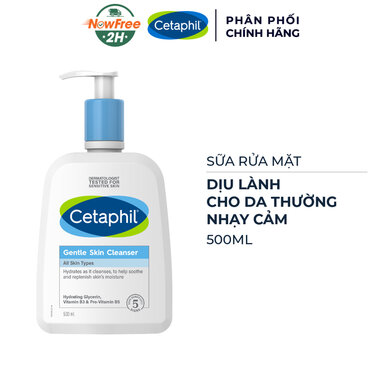 NowFree
2H
Cetaphil
PHÂN PHỐI
CHÍNH HÃNG
SỮA RỬA MẶT
DỊU LÀNH
CHO DA THƯỜNG
NHẠY CẢM
500ML
DERMATOLOGIST
TESTED FOR
SENSITIVE SKIN
Cetaphil
Gentle Skin Cleanser
All Skin Types
Hydrates as it cleanses, to help soothe
and replenish skin's moisture
Hydrating Glycerin,
Vitamin B3 & Pro-Vitamin B5
500 ml
5